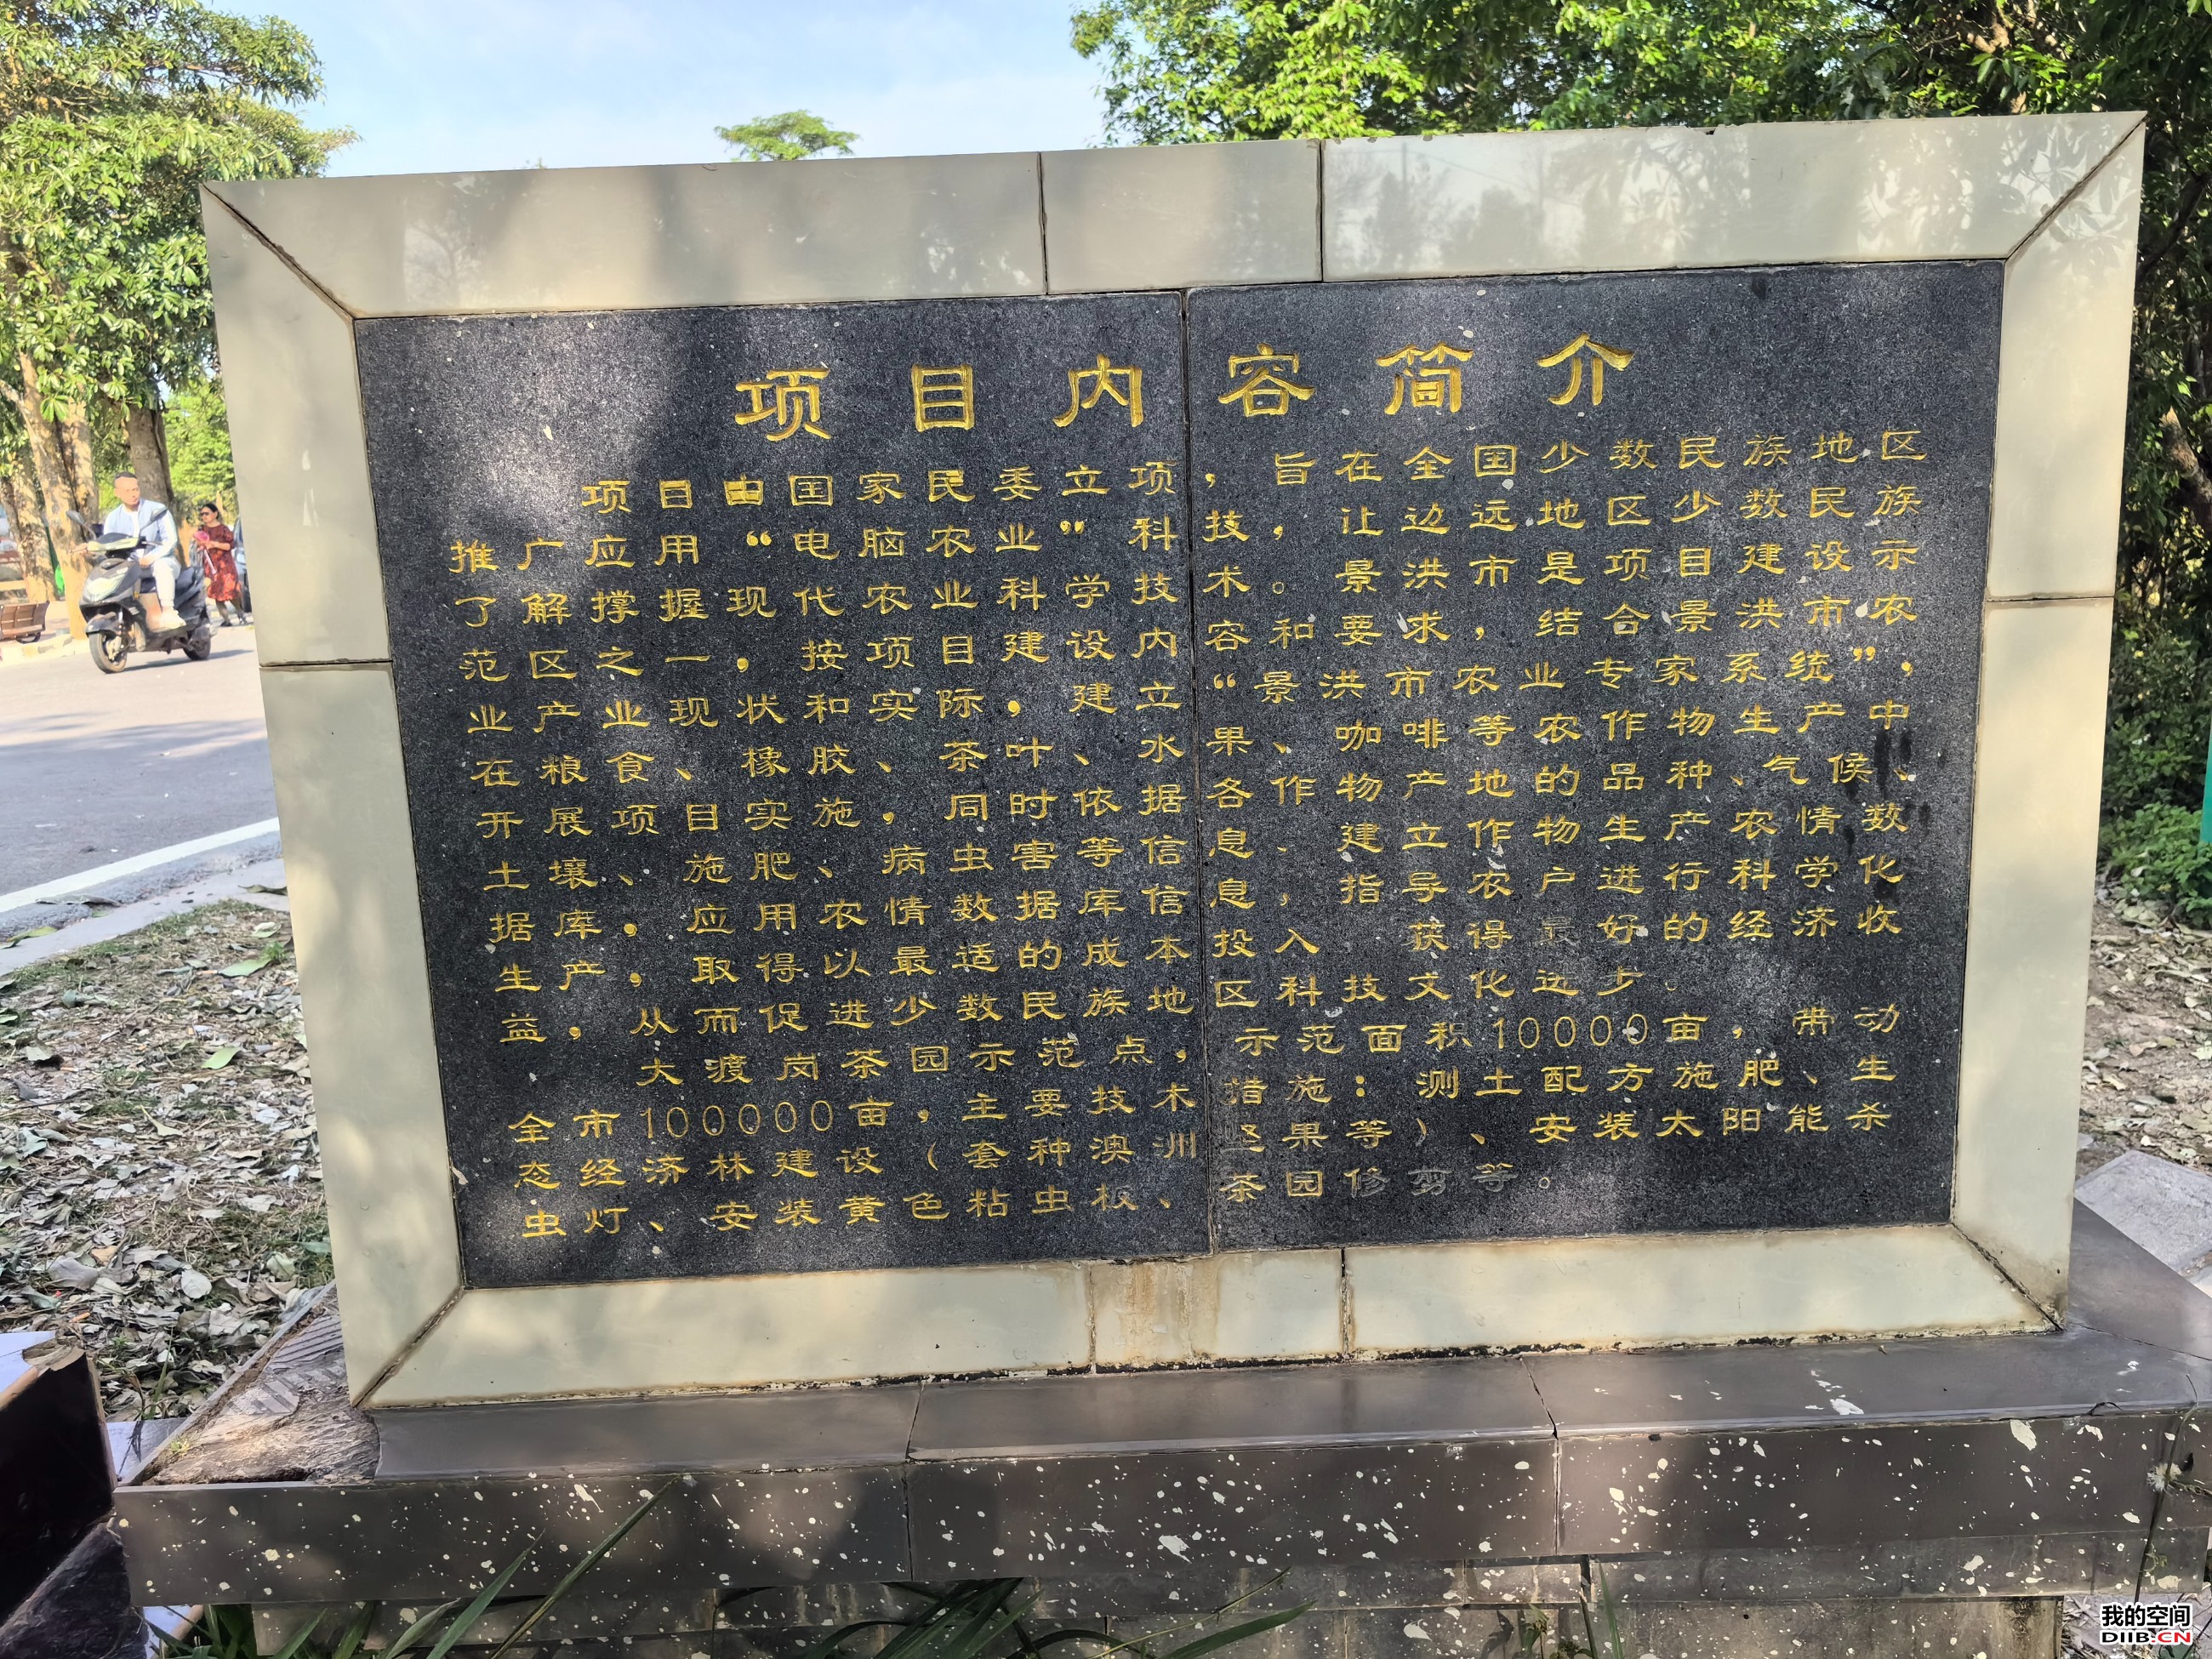 项目内容简介
项目由国家民委立项，旨在全国少数民族地区
推广应用“电脑农业”科技，让边远地区少数民族
了解撑握现代农业科学技术。景洪市是项目建设示
范区之一，按项目建设内容和要求，结合景洪市农
业产业现状和实际，建立“景洪市农业专家系统”，
在粮食、橡胶、茶叶、水果、咖啡等农作物生产中
开展项目实施，同时依据各作物产地的品种、气候、
土壤、施肥、病虫害等信息、建立作物生产农情数
据库，应用农情数据库信息，指导农户进行科学化
生产，取得以最适的成本投入获得最好的经济收
益，从而促进少数民族地区科技文化进步。
大渡岗茶园示范点，示范面积10000亩，带动
全市100000亩，主要技术措施：测土配方施肥、生
态经济林建设（套种澳洲坚果等）、安装太阳能杀
虫灯、安装黄色粘虫板、茶园修剪等。
我的空间
DIIB.CN